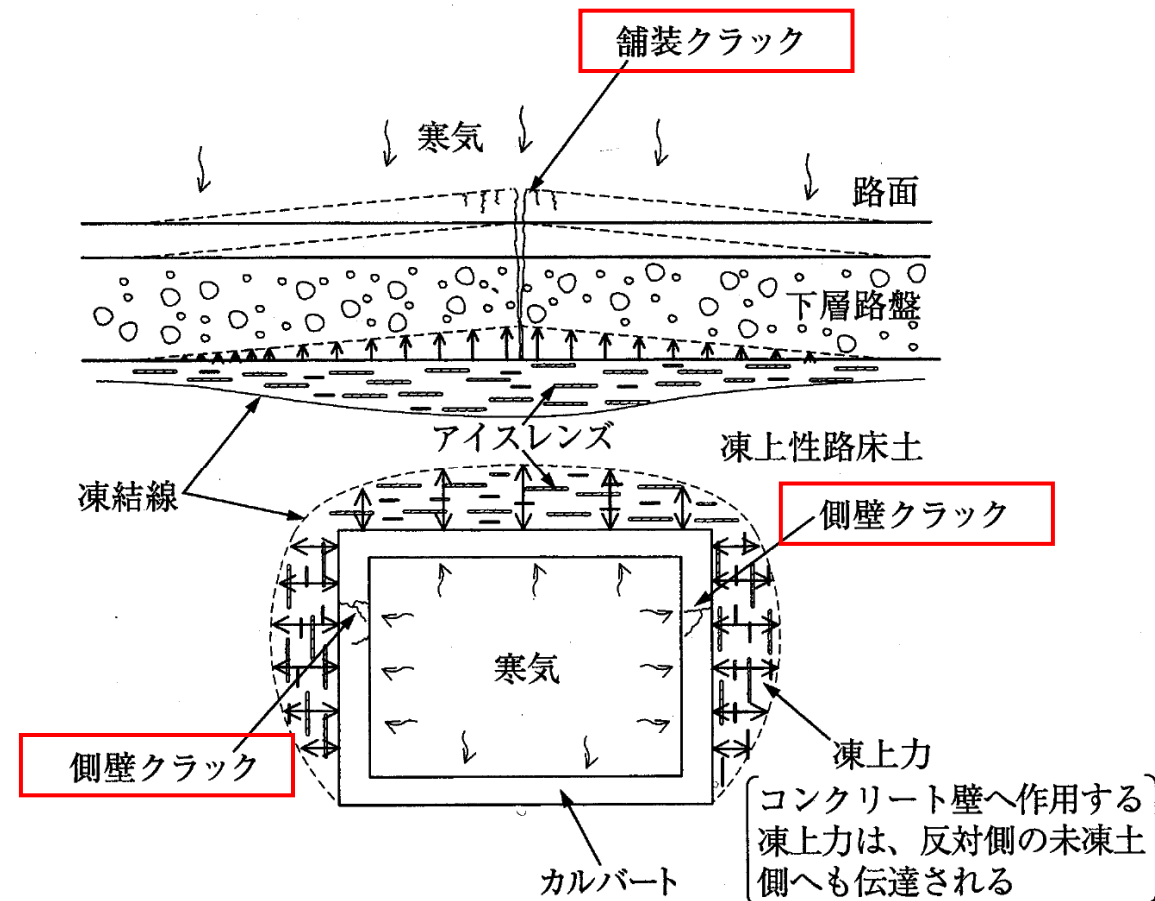 舗装クラック
寒気
路面
下層路盤
アイスレンズ
凍上性路床土
凍結線
側壁クラック
寒気
側壁クラック
凍上力
コンクリート壁へ作用する
凍上力は、反対側の未凍土
側へも伝達される
カルバート